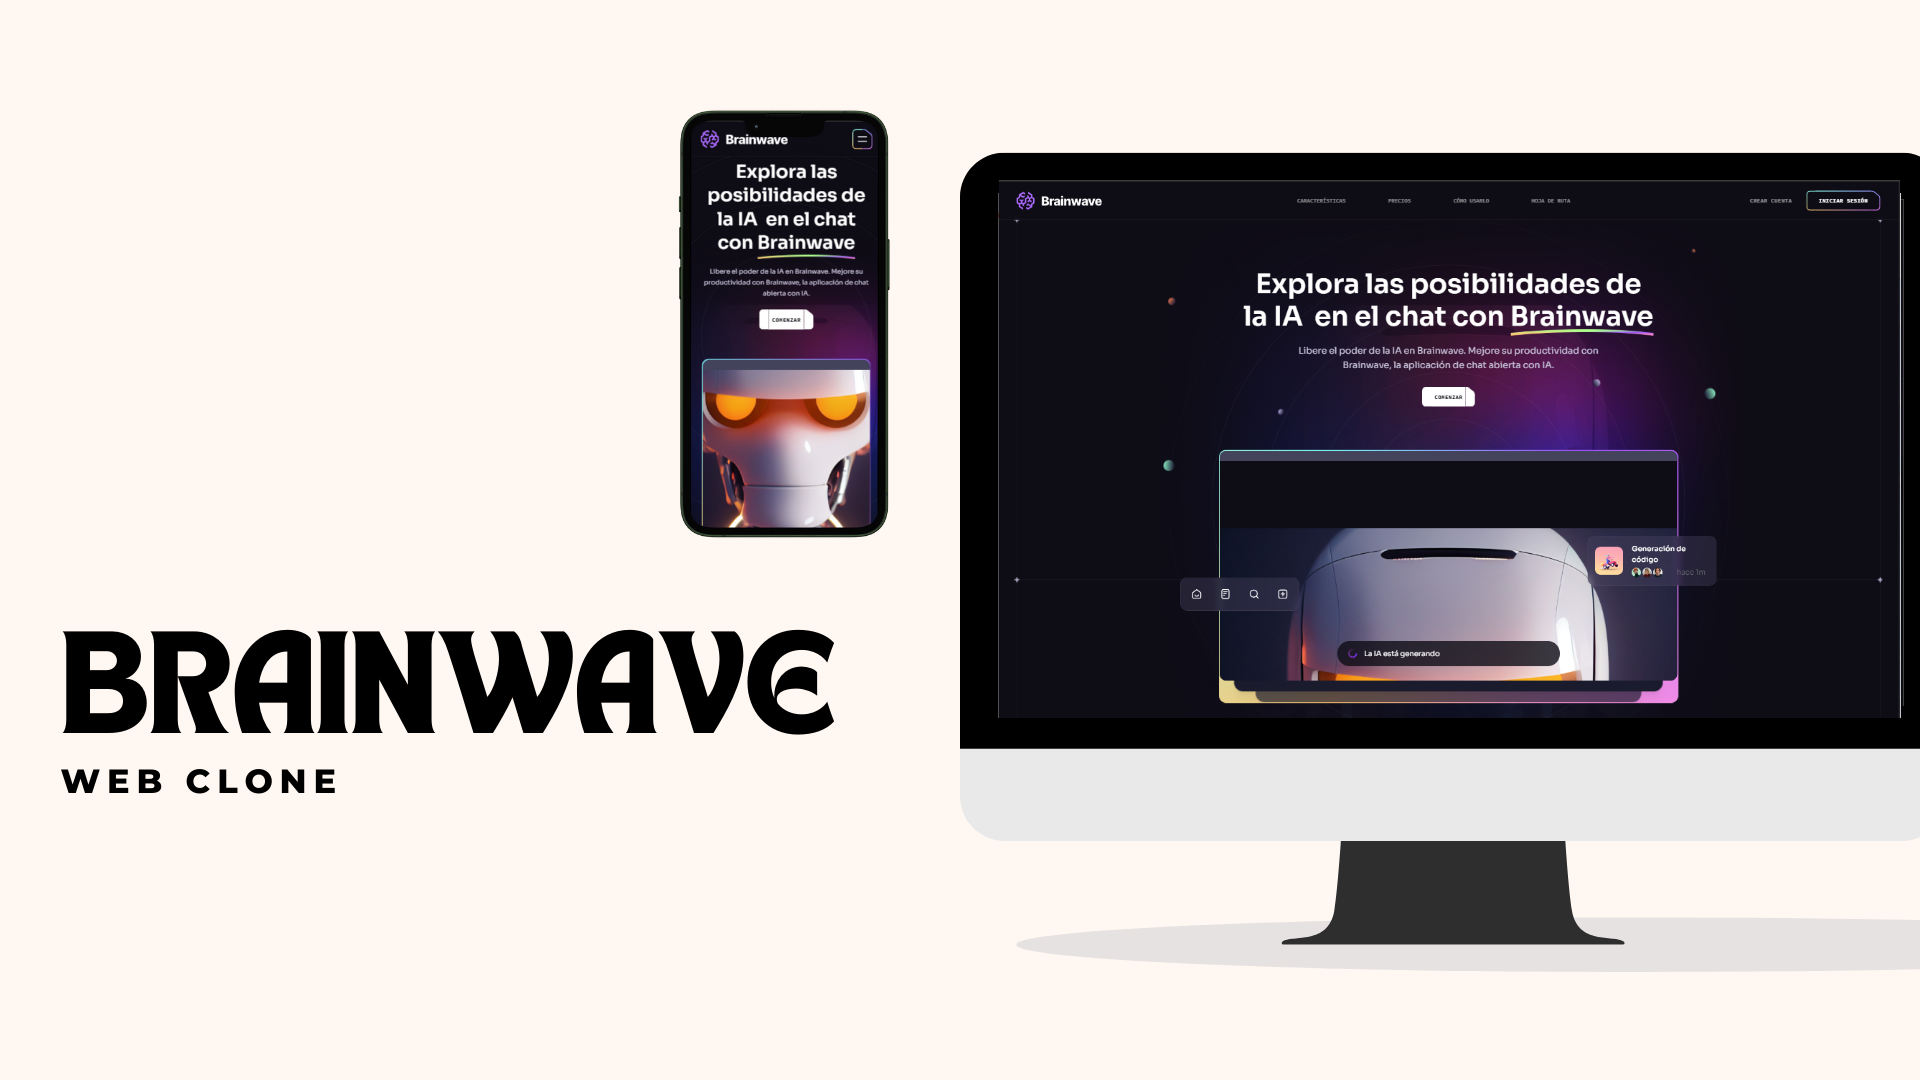 Brainwave
Explora las
posibilidades de
la IA en el chat
con Brainwave
Libere el poder de la IA en Brainwave. Mejore su
productividad con Brainwave, la aplicación de chat
abierta con IA.
COMENZAR
Brainwave
CARACTERÍSTICAS
PRECIOS
CÓMO USARLO
HOJA DE RUTA
CREAR CUENTA
INICIAR SESIÓN
Explora las posibilidades de
la IA en el chat con Brainwave
Libere el poder de la IA en Brainwave. Mejore su productividad con
Brainwave, la aplicación de chat abierta con IA.
COMENZAR
Generación de
código
hace 1m
La IA está generando
BRAINWAVE
WEB CLONE